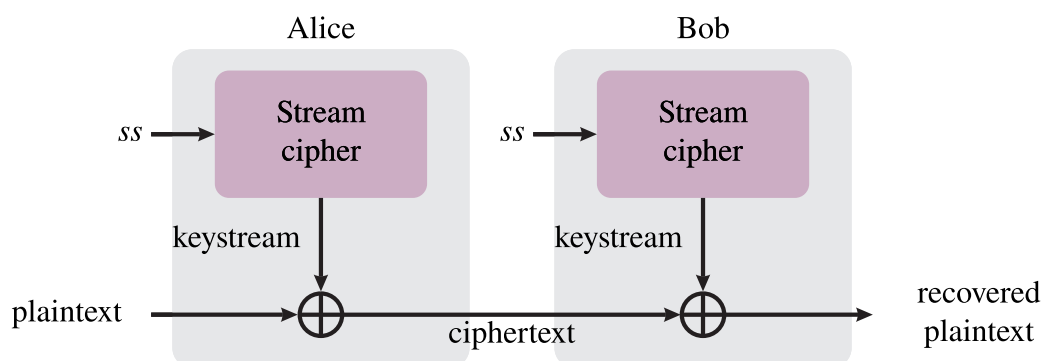 Alice
Bob
Stream
cipher
Stream
cipher
ss
ss
keystream
keystream
plaintext
ciphertext
recovered
plaintext